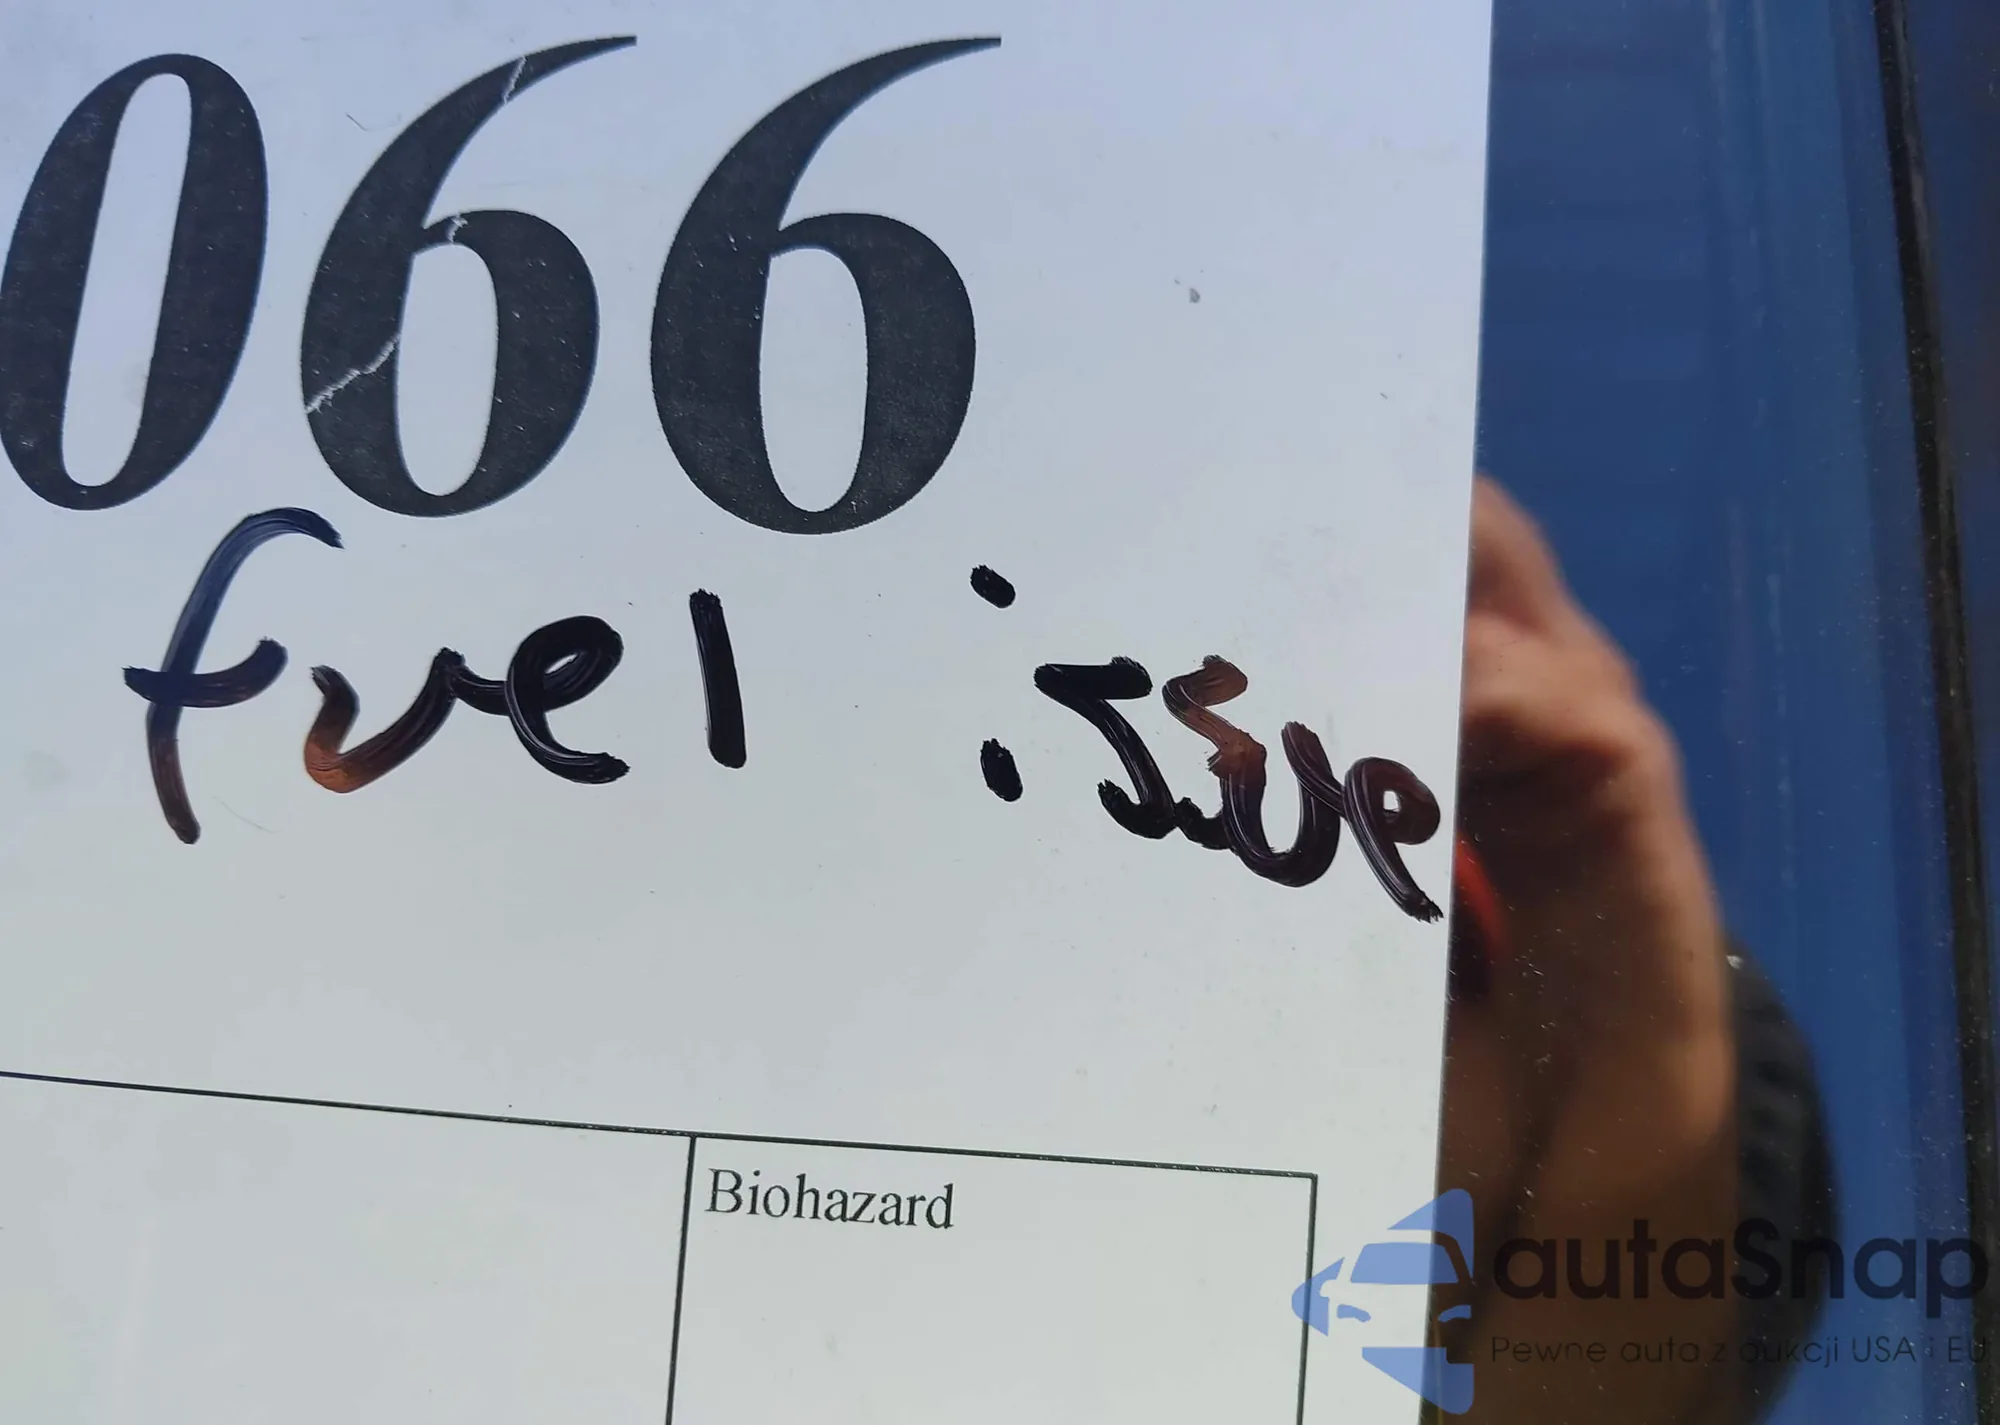 066
fuel : issue
Biohazard
autaSnap
Pewne auta z aukcji USA i EU